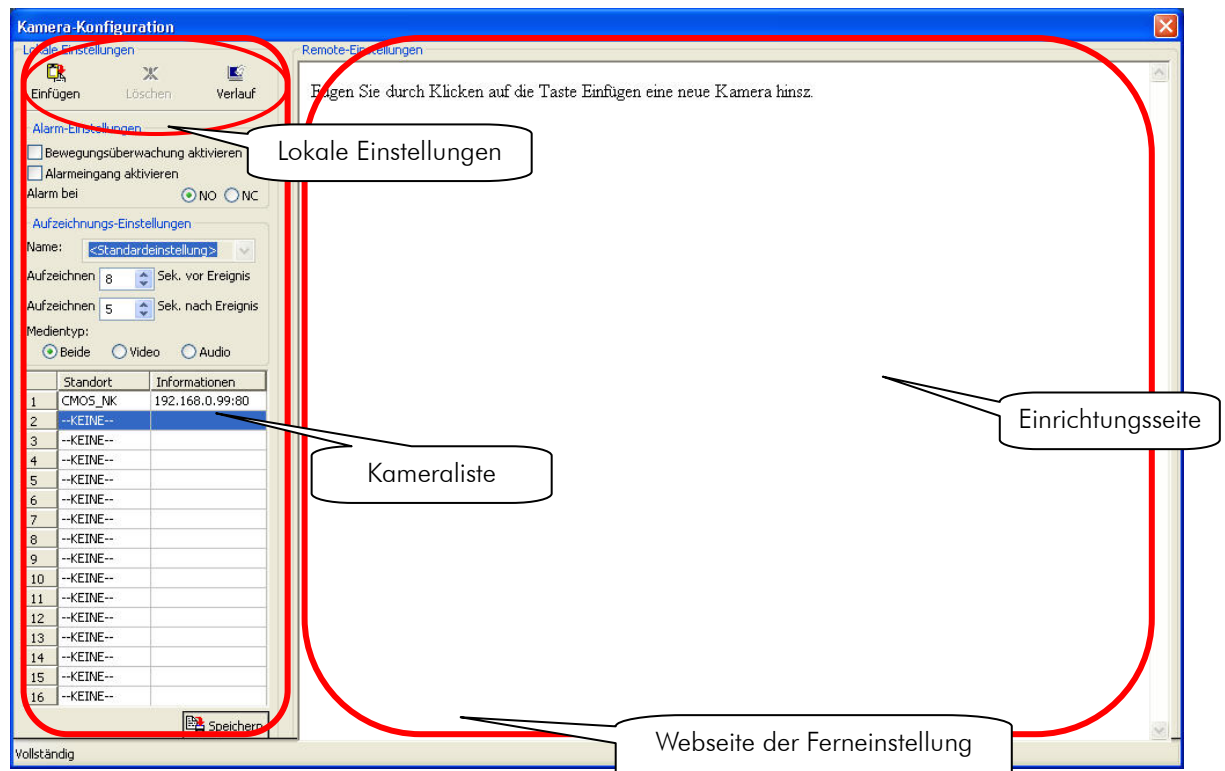 Kamera-Konfiguration
Lokale Einstellungen
Einfügen Löschen Verlauf
Alarm-Einstellungen
Bewegungsüberwachung aktivieren
Alarmeingang aktivieren
Alarm bei NO NC
Aufzeichnungs-Einstellungen
Name: <Standardeinstellung>
Aufzeichnen 8 Sek. vor Ereignis
Aufzeichnen 5 Sek. nach Ereignis
Medientyp:
Beide Video Audio
Standort Informationen
1 CMOS_NK 192.168.0.99:80
2 --KEINE--
3 --KEINE--
4 --KEINE--
5 --KEINE--
6 --KEINE--
7 --KEINE--
8 --KEINE--
9 --KEINE--
10 --KEINE--
11 --KEINE--
12 --KEINE--
13 --KEINE--
14 --KEINE--
15 --KEINE--
16 --KEINE--
Speichern
Vollständig
Remote-Einstellungen
Fügen Sie durch Klicken auf die Taste Einfügen eine neue Kamera hinsz.
Lokale Einstellungen
Einrichtungsseite
Kameraliste
Webseite der Ferneinstellung